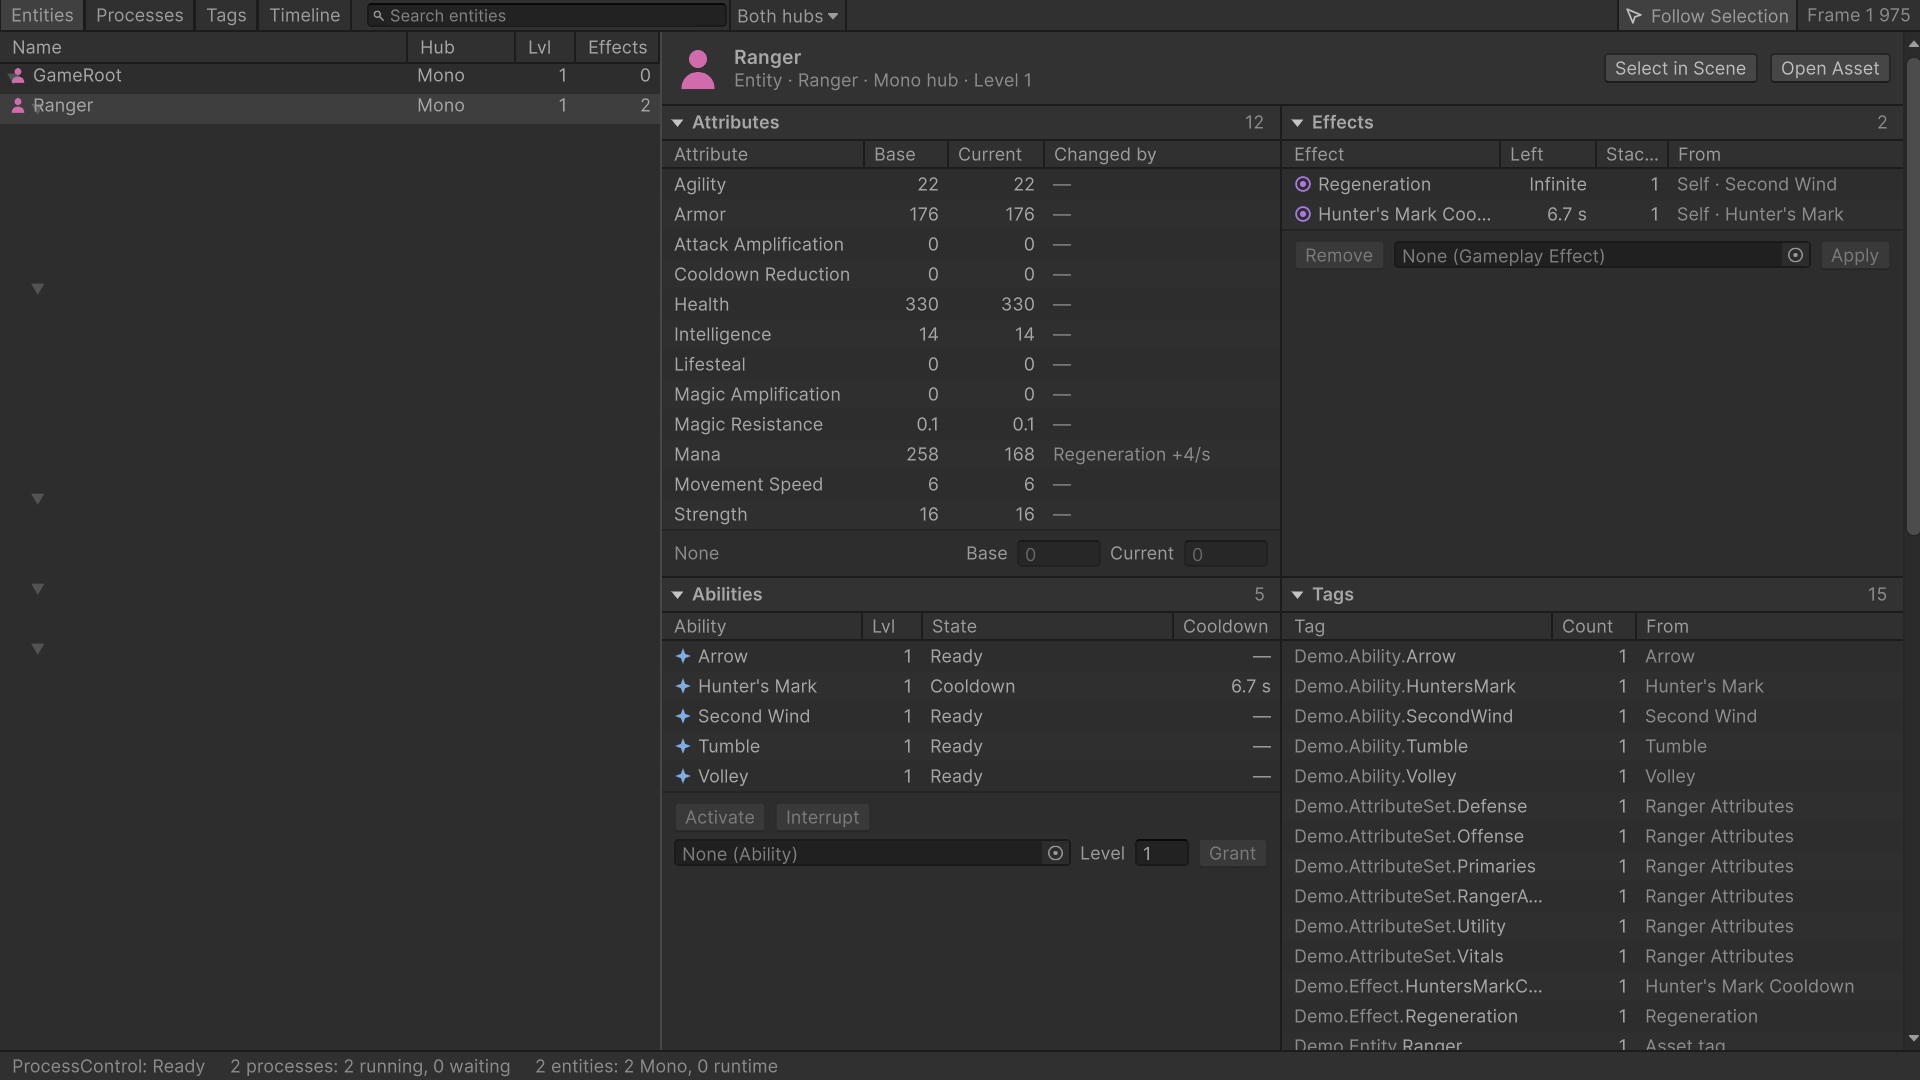 Entities Processes Tags Timeline Search entities Both hubs Follow Selection Frame 1 975
Name Hub Lvl Effects
GameRoot Mono 1 0
Ranger Mono 1 2
Ranger
Entity · Ranger · Mono hub · Level 1
Select in Scene Open Asset
Attributes 12
Attribute Base Current Changed by
Agility 22 22 —
Armor 176 176 —
Attack Amplification 0 0 —
Cooldown Reduction 0 0 —
Health 330 330 —
Intelligence 14 14 —
Lifesteal 0 0 —
Magic Amplification 0 0 —
Magic Resistance 0.1 0.1 —
Mana 258 168 Regeneration +4/s
Movement Speed 6 6 —
Strength 16 16 —
None Base 0 Current 0
Effects 2
Effect Left Stac... From
Regeneration Infinite 1 Self · Second Wind
Hunter's Mark Coo... 6.7 s 1 Self · Hunter's Mark
Remove None (Gameplay Effect) Apply
Abilities 5
Ability Lvl State Cooldown
Arrow 1 Ready —
Hunter's Mark 1 Cooldown 6.7 s
Second Wind 1 Ready —
Tumble 1 Ready —
Volley 1 Ready —
Activate Interrupt
None (Ability) Level 1 Grant
Tags 15
Tag Count From
Demo.Ability.Arrow 1 Arrow
Demo.Ability.HuntersMark 1 Hunter's Mark
Demo.Ability.SecondWind 1 Second Wind
Demo.Ability.Tumble 1 Tumble
Demo.Ability.Volley 1 Volley
Demo.AttributeSet.Defense 1 Ranger Attributes
Demo.AttributeSet.Offense 1 Ranger Attributes
Demo.AttributeSet.Primaries 1 Ranger Attributes
Demo.AttributeSet.RangerA... 1 Ranger Attributes
Demo.AttributeSet.Utility 1 Ranger Attributes
Demo.AttributeSet.Vitals 1 Ranger Attributes
Demo.Effect.HuntersMarkC... 1 Hunter's Mark Cooldown
Demo.Effect.Regeneration 1 Regeneration
Demo.Entity.Ranger 1 Asset tag
ProcessControl: Ready 2 processes: 2 running, 0 waiting 2 entities: 2 Mono, 0 runtime